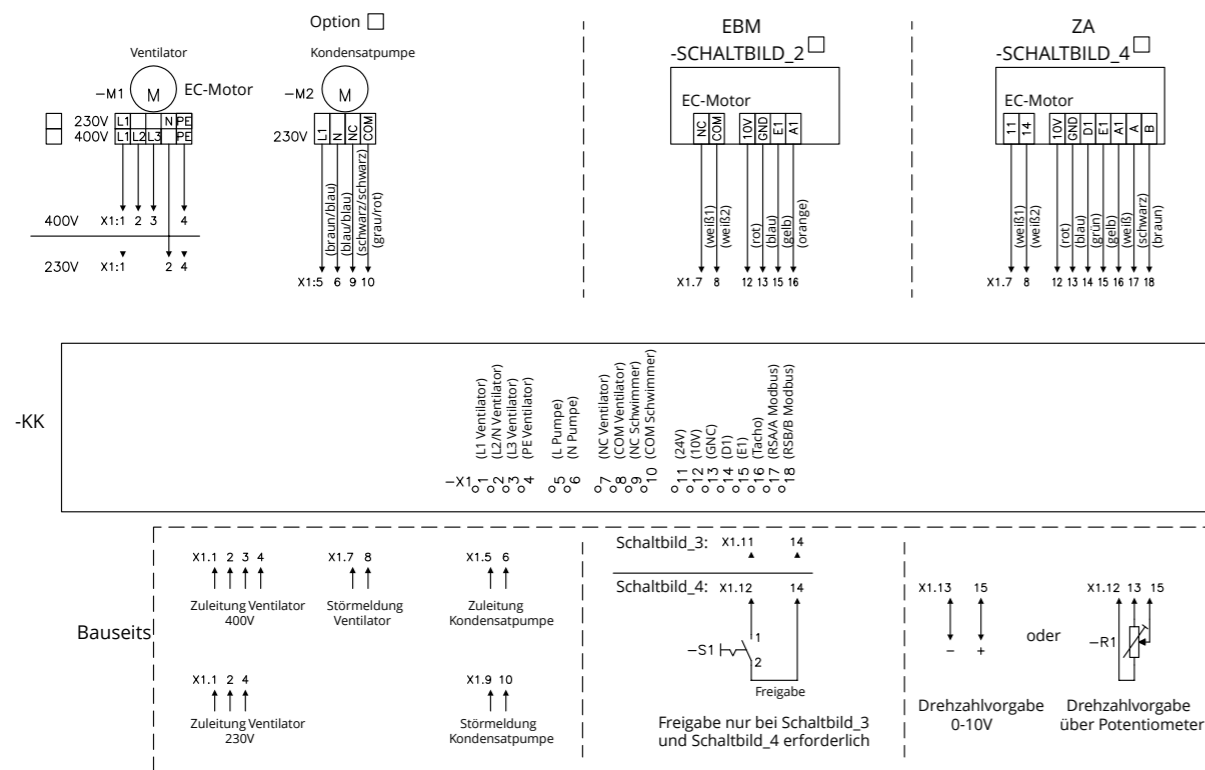 Option
Ventilator
−M1
M
EC-Motor
230V
L1
N
PE
400V
L1
L2
L3
PE
400V
X1:1 2 3 4
230V
X1:1 2 4
Kondensatpumpe
−M2
M
230V
L1
N
NC
COM
(braun/blau)
(blau/blau)
(schwarz/schwarz)
(grau/rot)
X1:5 6 9 10
EBM
-SCHALTBILD_2
EC-Motor
NC
COM
10V
GND
E1
A1
(weiß1)
(weiß2)
(rot)
(blau)
(gelb)
(orange)
X1.7 8 12 13 15 16
ZA
-SCHALTBILD_4
EC-Motor
11
14
10V
GND
D1
E1
A1
A
B
(weiß1)
(weiß2)
(rot)
(blau)
(grün)
(gelb)
(weiß)
(schwarz)
(braun)
X1.7 8 12 13 14 15 16 17 18
-KK
−X1
1 (L1 Ventilator)
2 (L2/N Ventilator)
3 (L3 Ventilator)
4 (PE Ventilator)
5 (L Pumpe)
6 (N Pumpe)
7 (NC Ventilator)
8 (COM Ventilator)
9 (NC Schwimmer)
10 (COM Schwimmer)
11 (24V)
12 (10V)
13 (GNC)
14 (D1)
15 (E1)
16 (Tacho)
17 (RSA/A Modbus)
18 (RSB/B Modbus)
Bauseits
X1.1 2 3 4
Zuleitung Ventilator
400V
X1.7 8
Störmeldung
Ventilator
X1.5 6
Zuleitung
Kondensatpumpe
X1.1 2 4
Zuleitung Ventilator
230V
X1.9 10
Störmeldung
Kondensatpumpe
Schaltbild_3: X1.11 14
Schaltbild_4: X1.12 14
−S1
1
2
Freigabe
Freigabe nur bei Schaltbild_3
und Schaltbild_4 erforderlich
X1.13 15
− +
Drehzahlvorgabe
0-10V
oder
X1.12 13 15
−R1
Drehzahlvorgabe
über Potentiometer